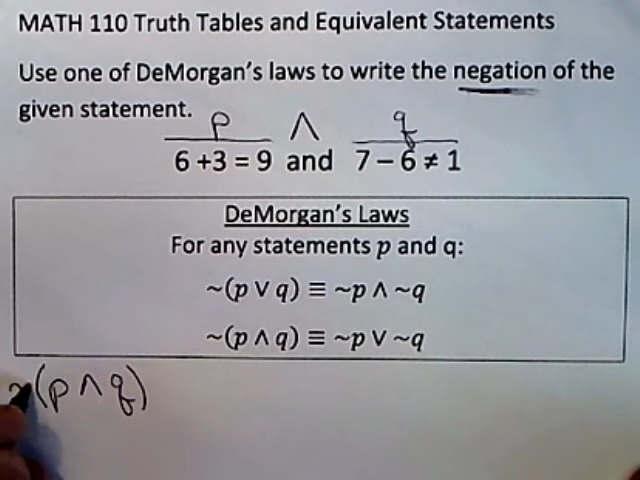 MATH 110 Truth Tables and Equivalent Statements
Use one of DeMorgan's laws to write the negation of the
given statement.
p ∧ q
6 +3 = 9 and 7 – 6 ≠ 1
DeMorgan's Laws
For any statements p and q:
~(p ∨ q) ≡ ~p ∧ ~q
~(p ∧ q) ≡ ~p ∨ ~q
~(p ∧ q)